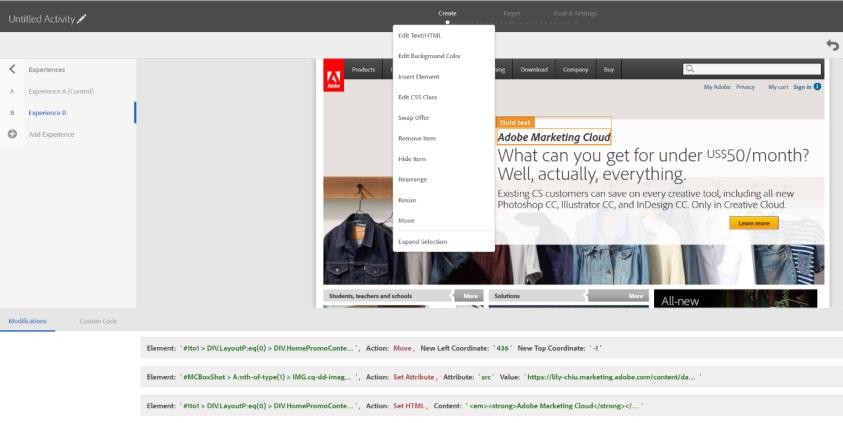 Untitled Activity
Create
Target
Goal & Settings
Experiences
A Experience A [Control]
B Experience B
Add Experience
Edit Text/HTML
Edit Background Color
Insert Element
Edit CSS Class
Swap Offer
Remove Item
Hide Item
Rearrange
Resize
Move
Expand Selection
Adobe
Products
ning
Download
Company
Buy
My Adobe Privacy My cart Sign in
Bold text
Adobe Marketing Cloud
What can you get for under US$50/month?
Well, actually, everything.
Existing CS customers can save on every creative tool, including all-new
Photoshop CC, Illustrator CC, and InDesign CC. Only in Creative Cloud.
Learn more
Students, teachers and schools
More
Solutions
More
All-new
Modifications
Custom Code
Element: '#1to1 > DIV.LayoutP:eq(0) > DIV.HomePromoConte... ', Action: Move, New Left Coordinate: '436' New Top Coordinate: '-1'
Element: '#MCBoxShot > A:nth-of-type(1) > IMG.cq-dd-imag... ', Action: Set Attribute, Attribute: 'src' Value: 'https://lily-chiu.marketing.adobe.com/content/da... '
Element: '#1to1 > DIV.LayoutP:eq(0) > DIV.HomePromoConte... ', Action: Set HTML, Content: '<em><strong>Adobe Marketing Cloud</strong></... '